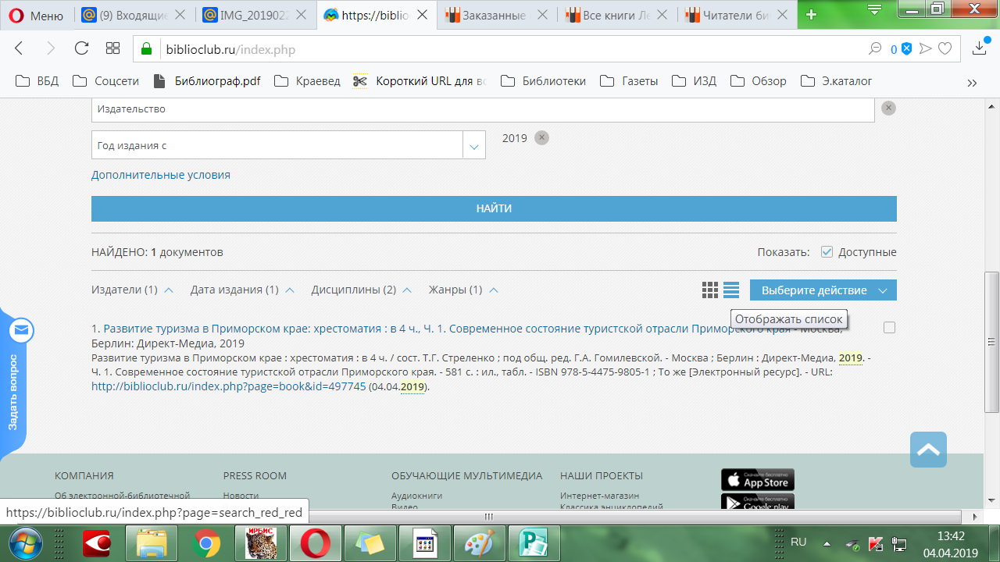 Меню
(9) Входящие
IMG_2019022
https://biblio
Заказанные
Все книги Ле
Читатели би
biblioclub.ru/index.php
0
ВБД
Соцсети
Библиограф.pdf
Краевед
Короткий URL для вс
Библиотеки
Газеты
ИЗД
Обзор
Э.каталог
Издательство
Год издания с
2019
Дополнительные условия
НАЙТИ
НАЙДЕНО: 1 документов
Показать: Доступные
Издатели (1)
Дата издания (1)
Дисциплины (2)
Жанры (1)
Выберите действие
Отображать список
1. Развитие туризма в Приморском крае: хрестоматия : в 4 ч., Ч. 1. Современное состояние туристской отрасли Приморского края - Москва;
Берлин: Директ-Медиа, 2019
Развитие туризма в Приморском крае : хрестоматия : в 4 ч. / сост. Т.Г. Стреленко ; под общ. ред. Г.А. Гомилевской. - Москва ; Берлин : Директ-Медиа, 2019. -
Ч. 1. Современное состояние туристской отрасли Приморского края. - 581 с. : ил., табл. - ISBN 978-5-4475-9805-1 ; То же [Электронный ресурс]. - URL:
http://biblioclub.ru/index.php?page=book&id=497745 (04.04.2019).
Задать вопрос
КОМПАНИЯ
PRESS ROOM
ОБУЧАЮЩИЕ МУЛЬТИМЕДИА
НАШИ ПРОЕКТЫ
Об электронной-библиотечной
Новости
Аудиокниги
Видео
Интернет-магазин
Классика энциклопедий
Скачайте бесплатно
App Store
Скачайте бесплатно
Google play
https://biblioclub.ru/index.php?page=search_red_red
ИРБИС
RU
13:42
04.04.2019